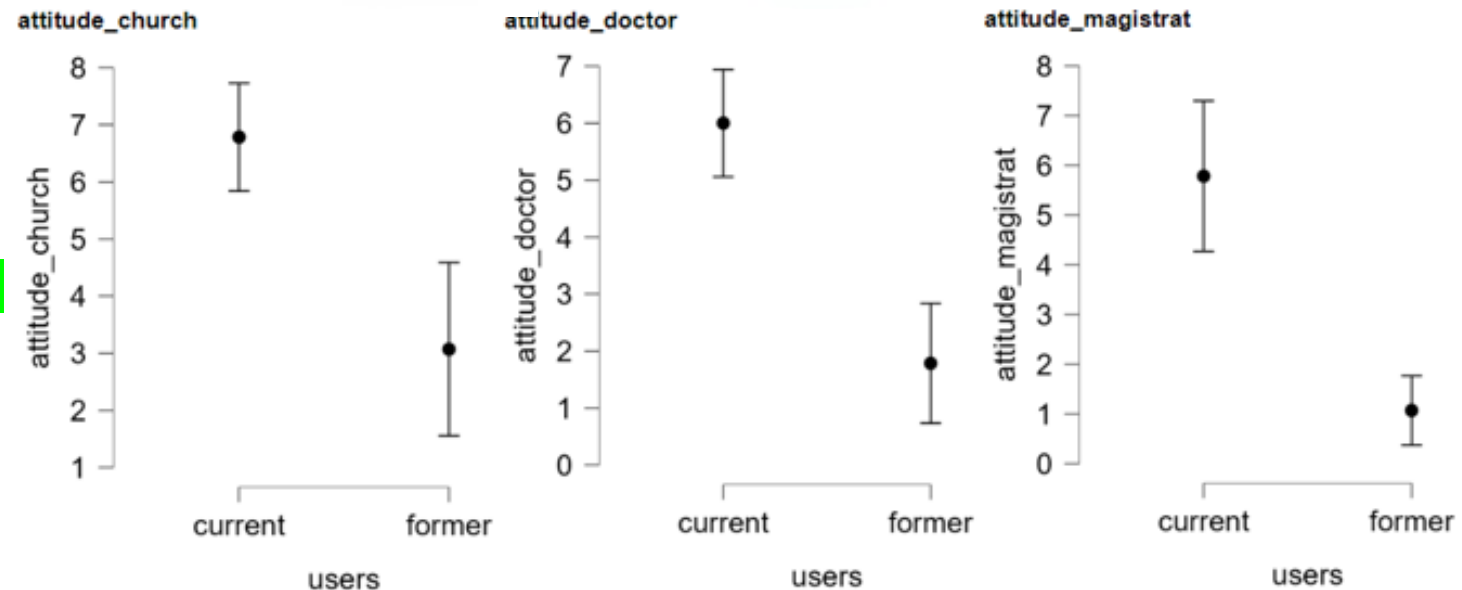 attitude_church
attitude_doctor
attitude_magistrat
attitude_church
8
7
6
5
4
3
2
1
current former
users
attitude_doctor
7
6
5
4
3
2
1
0
current former
users
attitude_magistrat
8
7
6
5
4
3
2
1
0
current former
users